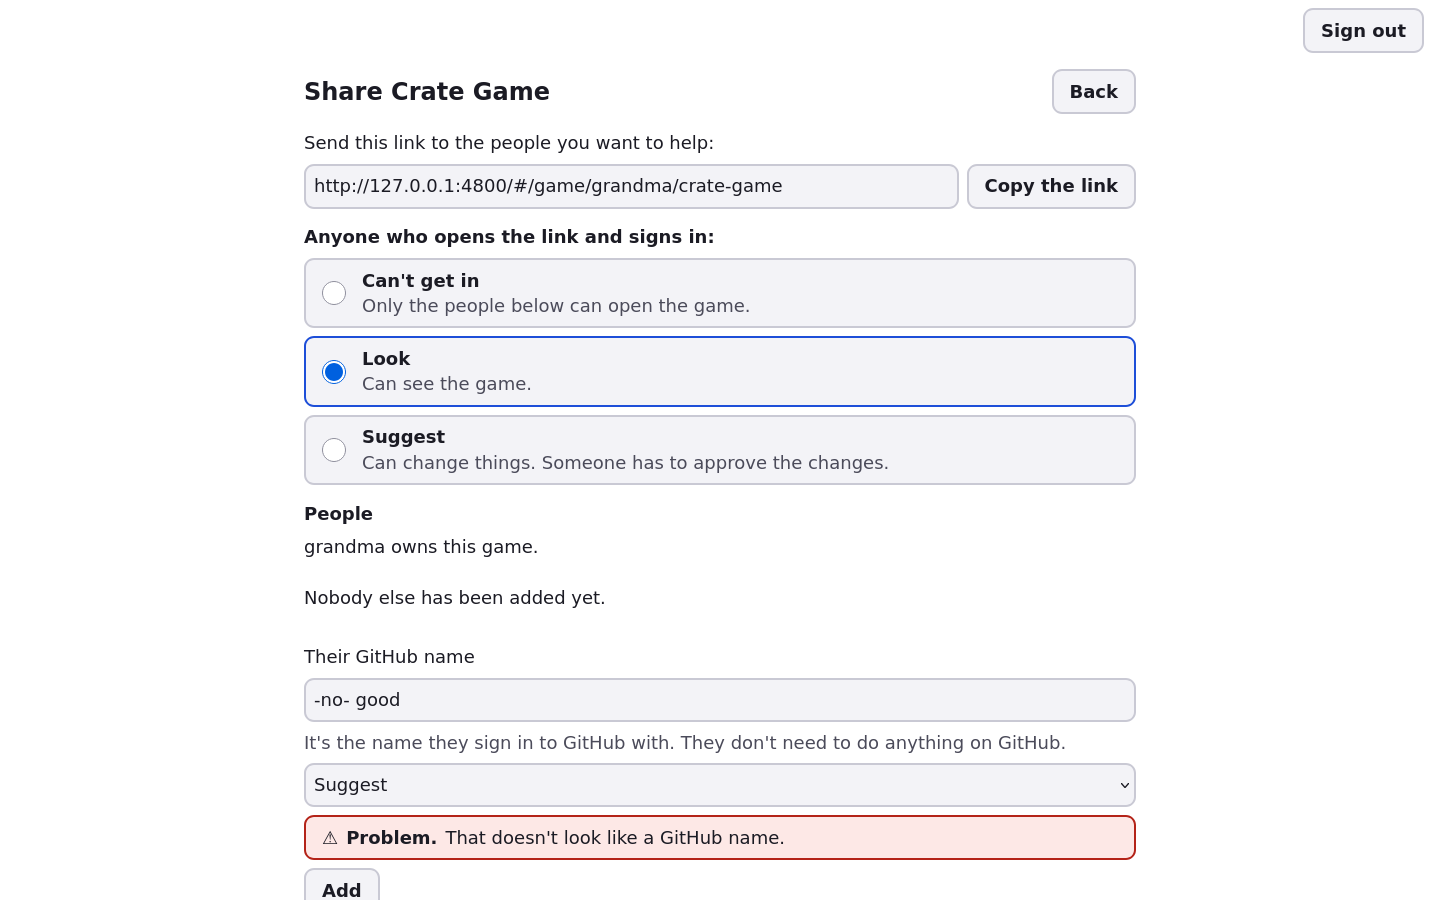 Sign out
Share Crate Game
Back
Send this link to the people you want to help:
http://127.0.0.1:4800/#/game/grandma/crate-game
Copy the link
Anyone who opens the link and signs in:
Can't get in
Only the people below can open the game.
Look
Can see the game.
Suggest
Can change things. Someone has to approve the changes.
People
grandma owns this game.
Nobody else has been added yet.
Their GitHub name
-no- good
It's the name they sign in to GitHub with. They don't need to do anything on GitHub.
Suggest
⚠ Problem. That doesn't look like a GitHub name.
Add